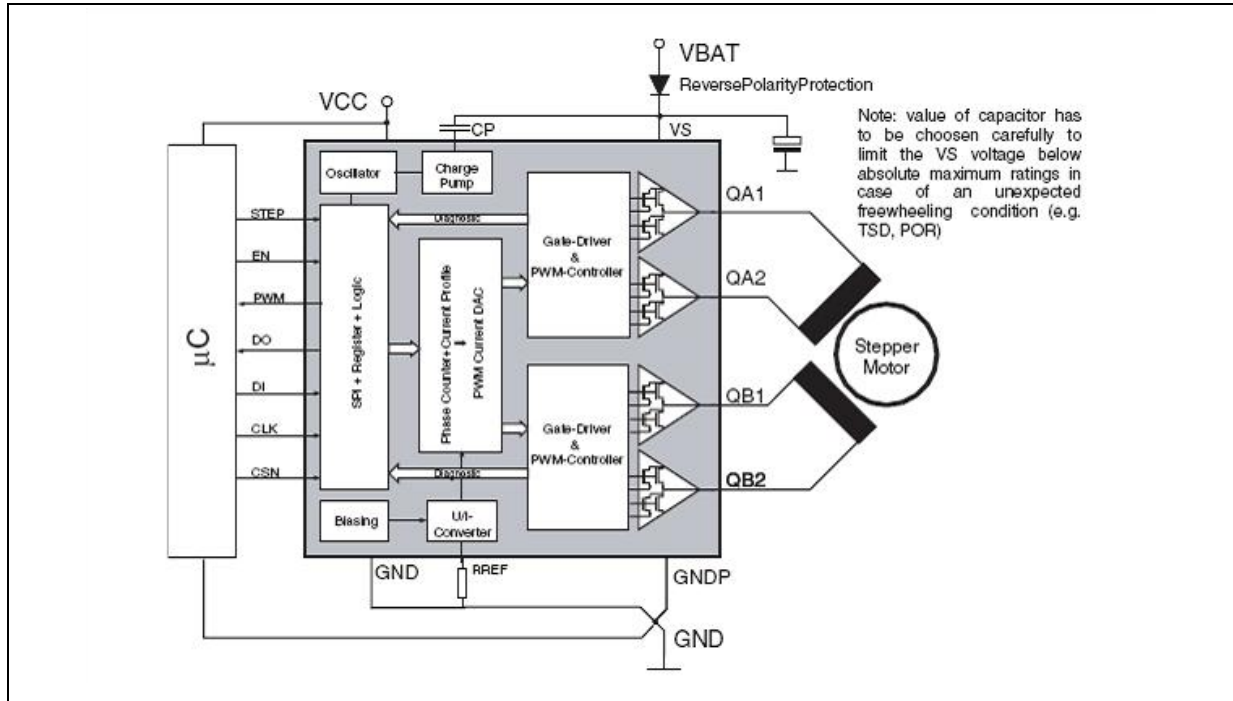 VBAT
ReversePolarityProtection
VCC
CP
VS
Note: value of capacitor has
to be choosen carefully to
limit the VS voltage below
absolute maximum ratings in
case of an unexpected
freewheeling condition (e.g.
TSD, POR)
Oscillator
Charge
Pump
µC
STEP
EN
PWM
DO
DI
CLK
CSN
SPI + Register + Logic
Diagnostic
Phase Counter+Current Profile
PWM Current DAC
Gate-Driver
&
PWM-Controller
QA1
QA2
Stepper
Motor
Gate-Driver
&
PWM-Controller
QB1
QB2
Diagnostic
Biasing
U/I-
Converter
GND
RREF
GNDP
GND